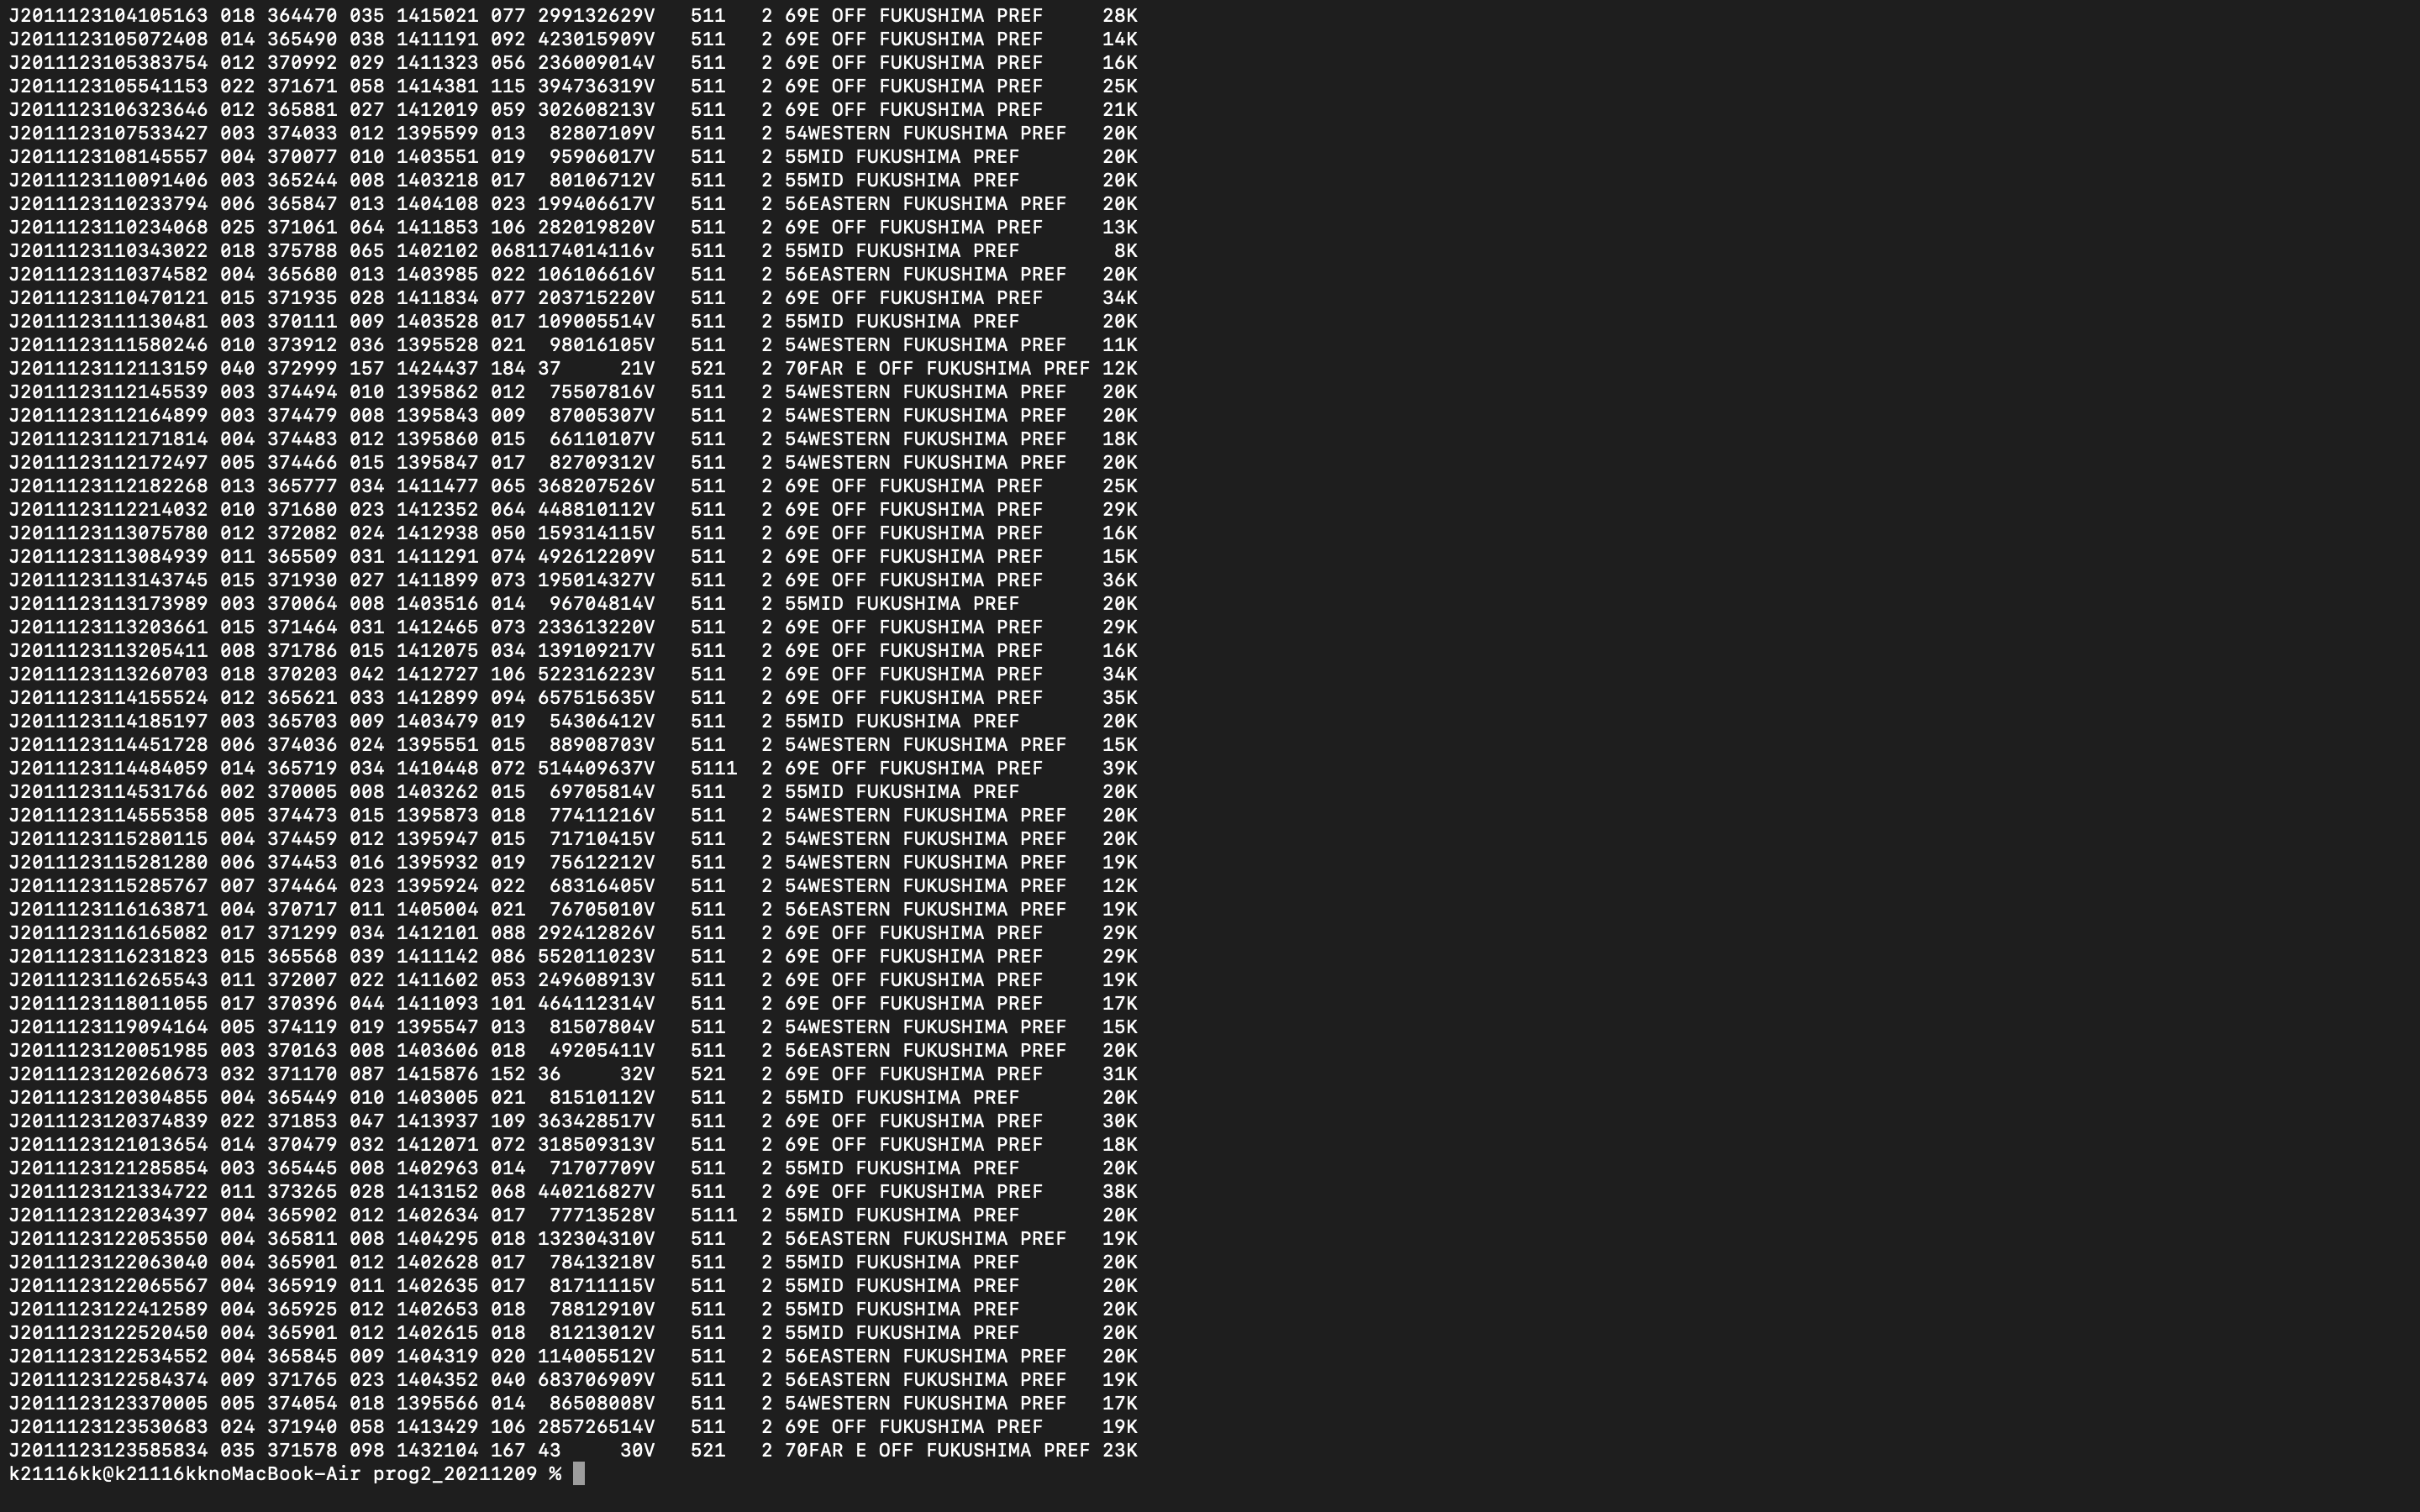 J2011123104105163 018 364470 035 1415021 077 299132629V   511   2 69E OFF FUKUSHIMA PREF     28K
J2011123105072408 014 365490 038 1411191 092 423015909V   511   2 69E OFF FUKUSHIMA PREF     14K
J2011123105383754 012 370992 029 1411323 056 236009014V   511   2 69E OFF FUKUSHIMA PREF     16K
J2011123105541153 022 371671 058 1414381 115 394736319V   511   2 69E OFF FUKUSHIMA PREF     25K
J2011123106323646 012 365881 027 1412019 059 302608213V   511   2 69E OFF FUKUSHIMA PREF     21K
J2011123107533427 003 374033 012 1395599 013  82807109V   511   2 54WESTERN FUKUSHIMA PREF   20K
J2011123108145557 004 370077 010 1403551 019  95906017V   511   2 55MID FUKUSHIMA PREF       20K
J2011123110091406 003 365244 008 1403218 017  80106712V   511   2 55MID FUKUSHIMA PREF       20K
J2011123110233794 006 365847 013 1404108 023 199406617V   511   2 56EASTERN FUKUSHIMA PREF   20K
J2011123110234068 025 371061 064 1411853 106 282019820V   511   2 69E OFF FUKUSHIMA PREF     13K
J2011123110343022 018 375788 065 1402102 0681174014116v   511   2 55MID FUKUSHIMA PREF        8K
J2011123110374582 004 365680 013 1403985 022 106106616V   511   2 56EASTERN FUKUSHIMA PREF   20K
J2011123110470121 015 371935 028 1411834 077 203715220V   511   2 69E OFF FUKUSHIMA PREF     34K
J2011123111130481 003 370111 009 1403528 017 109005514V   511   2 55MID FUKUSHIMA PREF       20K
J2011123111580246 010 373912 036 1395528 021  98016105V   511   2 54WESTERN FUKUSHIMA PREF   11K
J2011123112113159 040 372999 157 1424437 184 37     21V   521   2 70FAR E OFF FUKUSHIMA PREF 12K
J2011123112145539 003 374494 010 1395862 012  75507816V   511   2 54WESTERN FUKUSHIMA PREF   20K
J2011123112164899 003 374479 008 1395843 009  87005307V   511   2 54WESTERN FUKUSHIMA PREF   20K
J2011123112171814 004 374483 012 1395860 015  66110107V   511   2 54WESTERN FUKUSHIMA PREF   18K
J2011123112172497 005 374466 015 1395847 017  82709312V   511   2 54WESTERN FUKUSHIMA PREF   20K
J2011123112182268 013 365777 034 1411477 065 368207526V   511   2 69E OFF FUKUSHIMA PREF     25K
J2011123112214032 010 371680 023 1412352 064 448810112V   511   2 69E OFF FUKUSHIMA PREF     29K
J2011123113075780 012 372082 024 1412938 050 159314115V   511   2 69E OFF FUKUSHIMA PREF     16K
J2011123113084939 011 365509 031 1411291 074 492612209V   511   2 69E OFF FUKUSHIMA PREF     15K
J2011123113143745 015 371930 027 1411899 073 195014327V   511   2 69E OFF FUKUSHIMA PREF     36K
J2011123113173989 003 370064 008 1403516 014  96704814V   511   2 55MID FUKUSHIMA PREF       20K
J2011123113203661 015 371464 031 1412465 073 233613220V   511   2 69E OFF FUKUSHIMA PREF     29K
J2011123113205411 008 371786 015 1412075 034 139109217V   511   2 69E OFF FUKUSHIMA PREF     16K
J2011123113260703 018 370203 042 1412727 106 522316223V   511   2 69E OFF FUKUSHIMA PREF     34K
J2011123114155524 012 365621 033 1412899 094 657515635V   511   2 69E OFF FUKUSHIMA PREF     35K
J2011123114185197 003 365703 009 1403479 019  54306412V   511   2 55MID FUKUSHIMA PREF       20K
J2011123114451728 006 374036 024 1395551 015  88908703V   511   2 54WESTERN FUKUSHIMA PREF   15K
J2011123114484059 014 365719 034 1410448 072 514409637V   5111  2 69E OFF FUKUSHIMA PREF     39K
J2011123114531766 002 370005 008 1403262 015  69705814V   511   2 55MID FUKUSHIMA PREF       20K
J2011123114555358 005 374473 015 1395873 018  77411216V   511   2 54WESTERN FUKUSHIMA PREF   20K
J2011123115280115 004 374459 012 1395947 015  71710415V   511   2 54WESTERN FUKUSHIMA PREF   20K
J2011123115281280 006 374453 016 1395932 019  75612212V   511   2 54WESTERN FUKUSHIMA PREF   19K
J2011123115285767 007 374464 023 1395924 022  68316405V   511   2 54WESTERN FUKUSHIMA PREF   12K
J2011123116163871 004 370717 011 1405004 021  76705010V   511   2 56EASTERN FUKUSHIMA PREF   19K
J2011123116165082 017 371299 034 1412101 088 292412826V   511   2 69E OFF FUKUSHIMA PREF     29K
J2011123116231823 015 365568 039 1411142 086 552011023V   511   2 69E OFF FUKUSHIMA PREF     29K
J2011123116265543 011 372007 022 1411602 053 249608913V   511   2 69E OFF FUKUSHIMA PREF     19K
J2011123118011055 017 370396 044 1411093 101 464112314V   511   2 69E OFF FUKUSHIMA PREF     17K
J2011123119094164 005 374119 019 1395547 013  81507804V   511   2 54WESTERN FUKUSHIMA PREF   15K
J2011123120051985 003 370163 008 1403606 018  49205411V   511   2 56EASTERN FUKUSHIMA PREF   20K
J2011123120260673 032 371170 087 1415876 152 36     32V   521   2 69E OFF FUKUSHIMA PREF     31K
J2011123120304855 004 365449 010 1403005 021  81510112V   511   2 55MID FUKUSHIMA PREF       20K
J2011123120374839 022 371853 047 1413937 109 363428517V   511   2 69E OFF FUKUSHIMA PREF     30K
J2011123121013654 014 370479 032 1412071 072 318509313V   511   2 69E OFF FUKUSHIMA PREF     18K
J2011123121285854 003 365445 008 1402963 014  71707709V   511   2 55MID FUKUSHIMA PREF       20K
J2011123121334722 011 373265 028 1413152 068 440216827V   511   2 69E OFF FUKUSHIMA PREF     38K
J2011123122034397 004 365902 012 1402634 017  77713528V   5111  2 55MID FUKUSHIMA PREF       20K
J2011123122053550 004 365811 008 1404295 018 132304310V   511   2 56EASTERN FUKUSHIMA PREF   19K
J2011123122063040 004 365901 012 1402628 017  78413218V   511   2 55MID FUKUSHIMA PREF       20K
J2011123122065567 004 365919 011 1402635 017  81711115V   511   2 55MID FUKUSHIMA PREF       20K
J2011123122412589 004 365925 012 1402653 018  78812910V   511   2 55MID FUKUSHIMA PREF       20K
J2011123122520450 004 365901 012 1402615 018  81213012V   511   2 55MID FUKUSHIMA PREF       20K
J2011123122534552 004 365845 009 1404319 020 114005512V   511   2 56EASTERN FUKUSHIMA PREF   20K
J2011123122584374 009 371765 023 1404352 040 683706909V   511   2 56EASTERN FUKUSHIMA PREF   19K
J2011123123370005 005 374054 018 1395566 014  86508008V   511   2 54WESTERN FUKUSHIMA PREF   17K
J2011123123530683 024 371940 058 1413429 106 285726514V   511   2 69E OFF FUKUSHIMA PREF     19K
J2011123123585834 035 371578 098 1432104 167 43     30V   521   2 70FAR E OFF FUKUSHIMA PREF 23K
k21116kk@k21116kknoMacBook-Air prog2_20211209 %